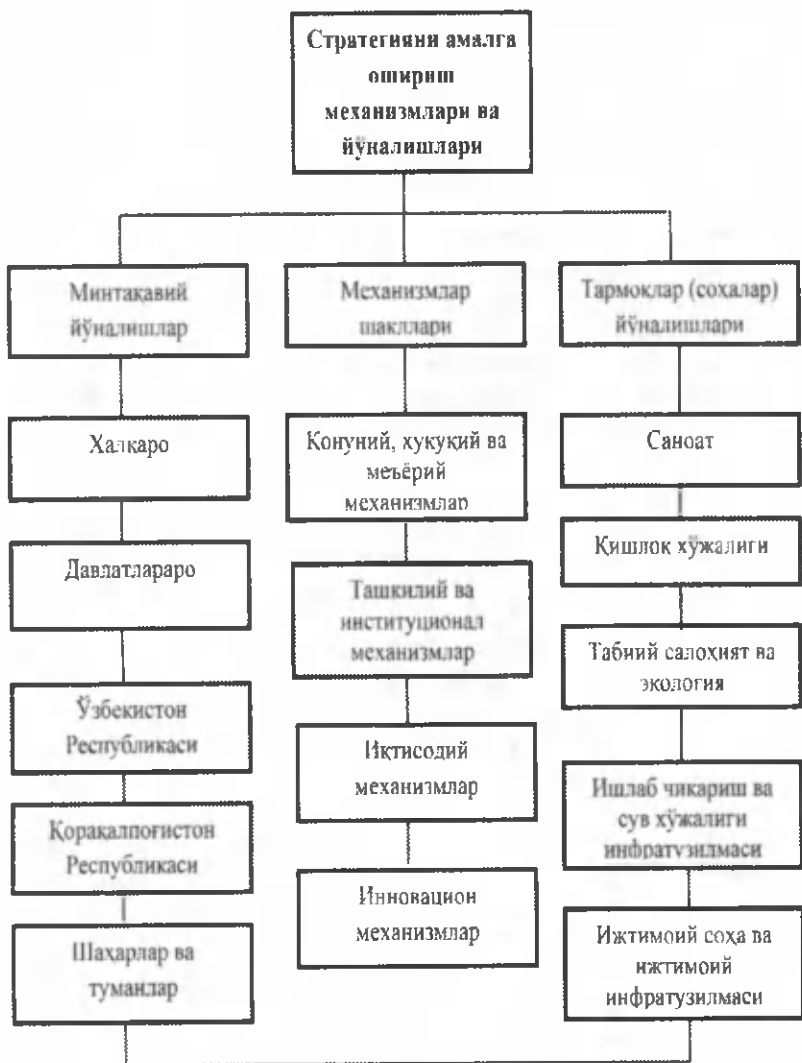 Стратегияни амалга
ошириш
механизмлари ва
йўналишлари
Минтақавий
йўналишлар
Механизмлар
шакллари
Тармоқлар (соҳалар)
йўналишлари
Халқаро
Қонуний, ҳуқуқий ва
меъёрий
механизмлар
Саноат
Қишлоқ хўжалиги
Давлатлараро
Ташкилий ва
институционал
механизмлар
Табиий салоҳият ва
экология
Ўзбекистон
Республикаси
Иқтисодий
механизмлар
Ишлаб чиқариш ва
сув хўжалиги
инфратузилмаси
Қорақалпоғистон
Республикаси
Инновацион
механизмлар
Шаҳарлар ва
туманлар
Ижтимоий соҳа ва
ижтимоий
инфратузилмаси